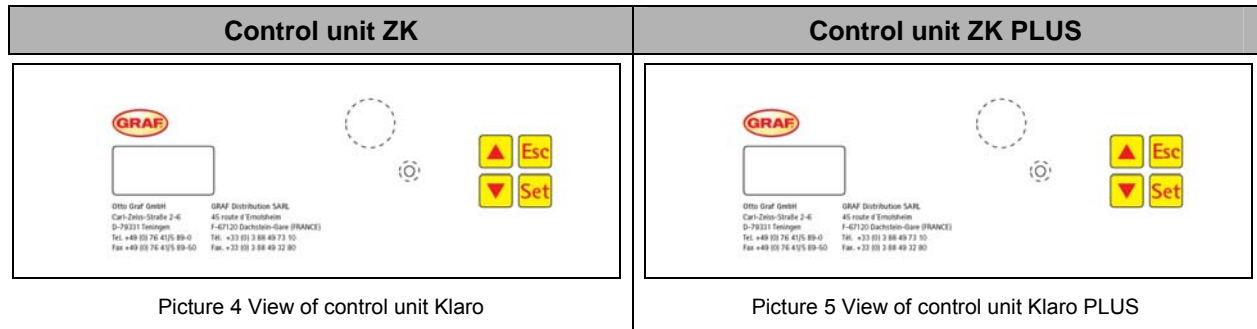 Control unit ZK
Control unit ZK PLUS
GRAF
Esc
Set
Otto Graf GmbH
Carl-Zeiss-Straße 2-6
D-79331 Teningen
Tel. +49 (0) 76 41/5 89-0
Fax +49 (0) 76 41/5 89-50
GRAF Distribution SARL
45 route d'Ernolsheim
F-67120 Dachstein-Gare (FRANCE)
Tél. +33 (0) 3 88 49 73 10
Fax. +33 (0) 3 88 49 32 80
Picture 4 View of control unit Klaro
GRAF
Esc
Set
Otto Graf GmbH
Carl-Zeiss-Straße 2-6
D-79331 Teningen
Tel. +49 (0) 76 41/5 89-0
Fax +49 (0) 76 41/5 89-50
GRAF Distribution SARL
45 route d'Ernolsheim
F-67120 Dachstein-Gare (FRANCE)
Tél. +33 (0) 3 88 49 73 10
Fax. +33 (0) 3 88 49 32 80
Picture 5 View of control unit Klaro PLUS